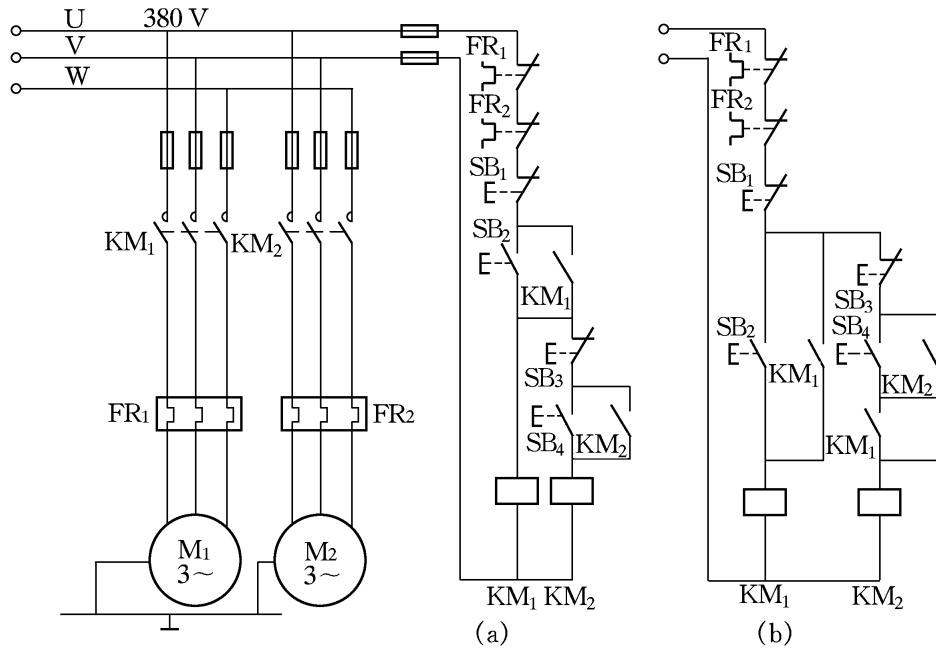 U 380 V
V
W
KM₁
KM₂
FR₁
FR₂
M₁
3～
M₂
3～
FR₁
FR₂
SB₁
SB₂
KM₁
SB₃
SB₄
KM₂
KM₁ KM₂
(a)
FR₁
FR₂
SB₁
SB₂
KM₁
SB₃
SB₄
KM₂
KM₁
KM₁
KM₂
(b)